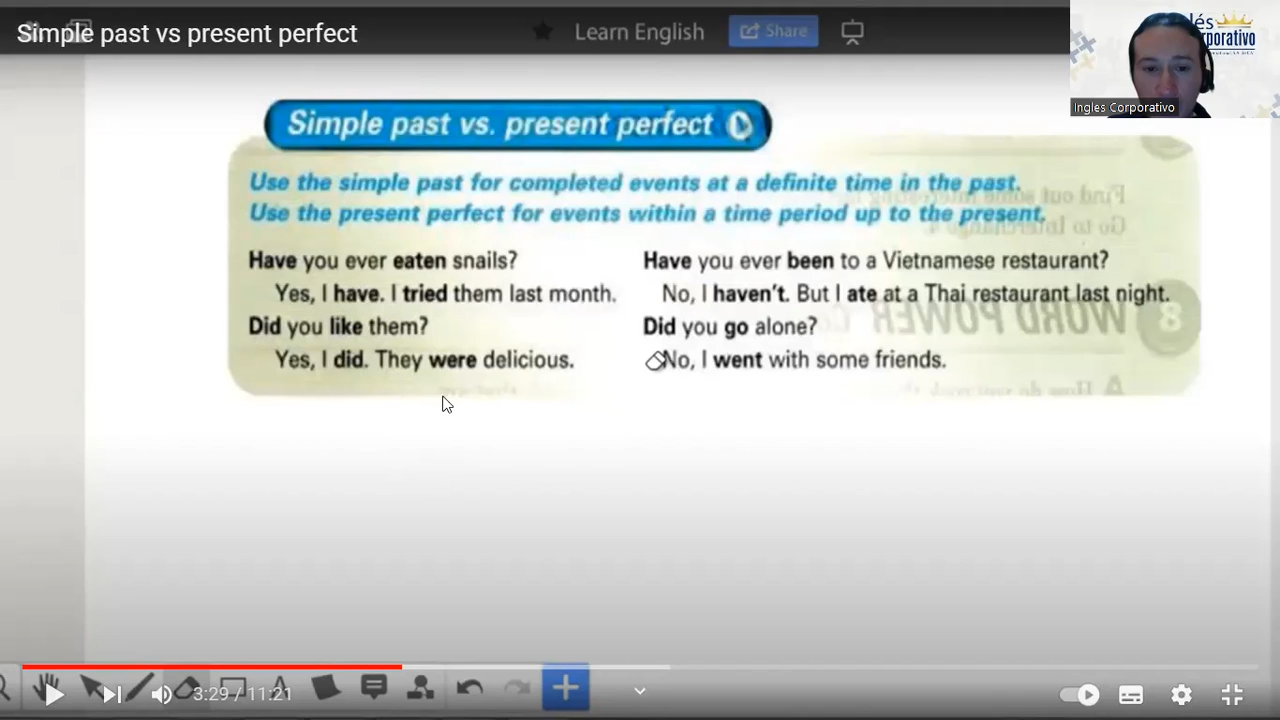 Simple past vs present perfect
Learn English
Share
Ingles Corporativo
Simple past vs. present perfect
Use the simple past for completed events at a definite time in the past.
Use the present perfect for events within a time period up to the present.
Have you ever eaten snails?
Yes, I have. I tried them last month.
Did you like them?
Yes, I did. They were delicious.
Have you ever been to a Vietnamese restaurant?
No, I haven't. But I ate at a Thai restaurant last night.
Did you go alone?
No, I went with some friends.
WORD POWER
8
3:29 / 11:21